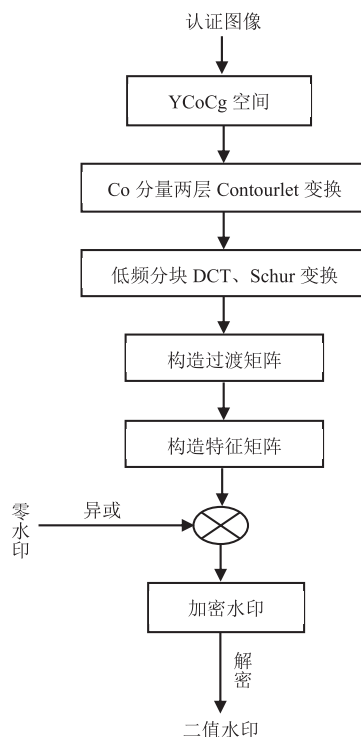 认证图像
YCoCg 空间
Co 分量两层 Contourlet 变换
低频分块 DCT、Schur 变换
构造过渡矩阵
构造特征矩阵
零水印
异或
加密水印
解密
二值水印